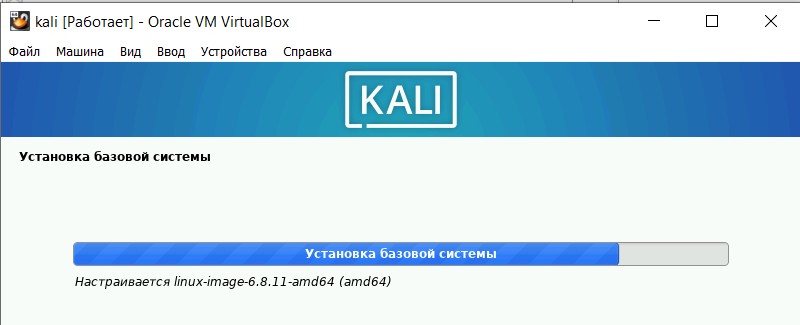 kali [Работает] - Oracle VM VirtualBox
Файл Машина Вид Ввод Устройства Справка
KALI
Установка базовой системы
Установка базовой системы
Настраивается linux-image-6.8.11-amd64 (amd64)